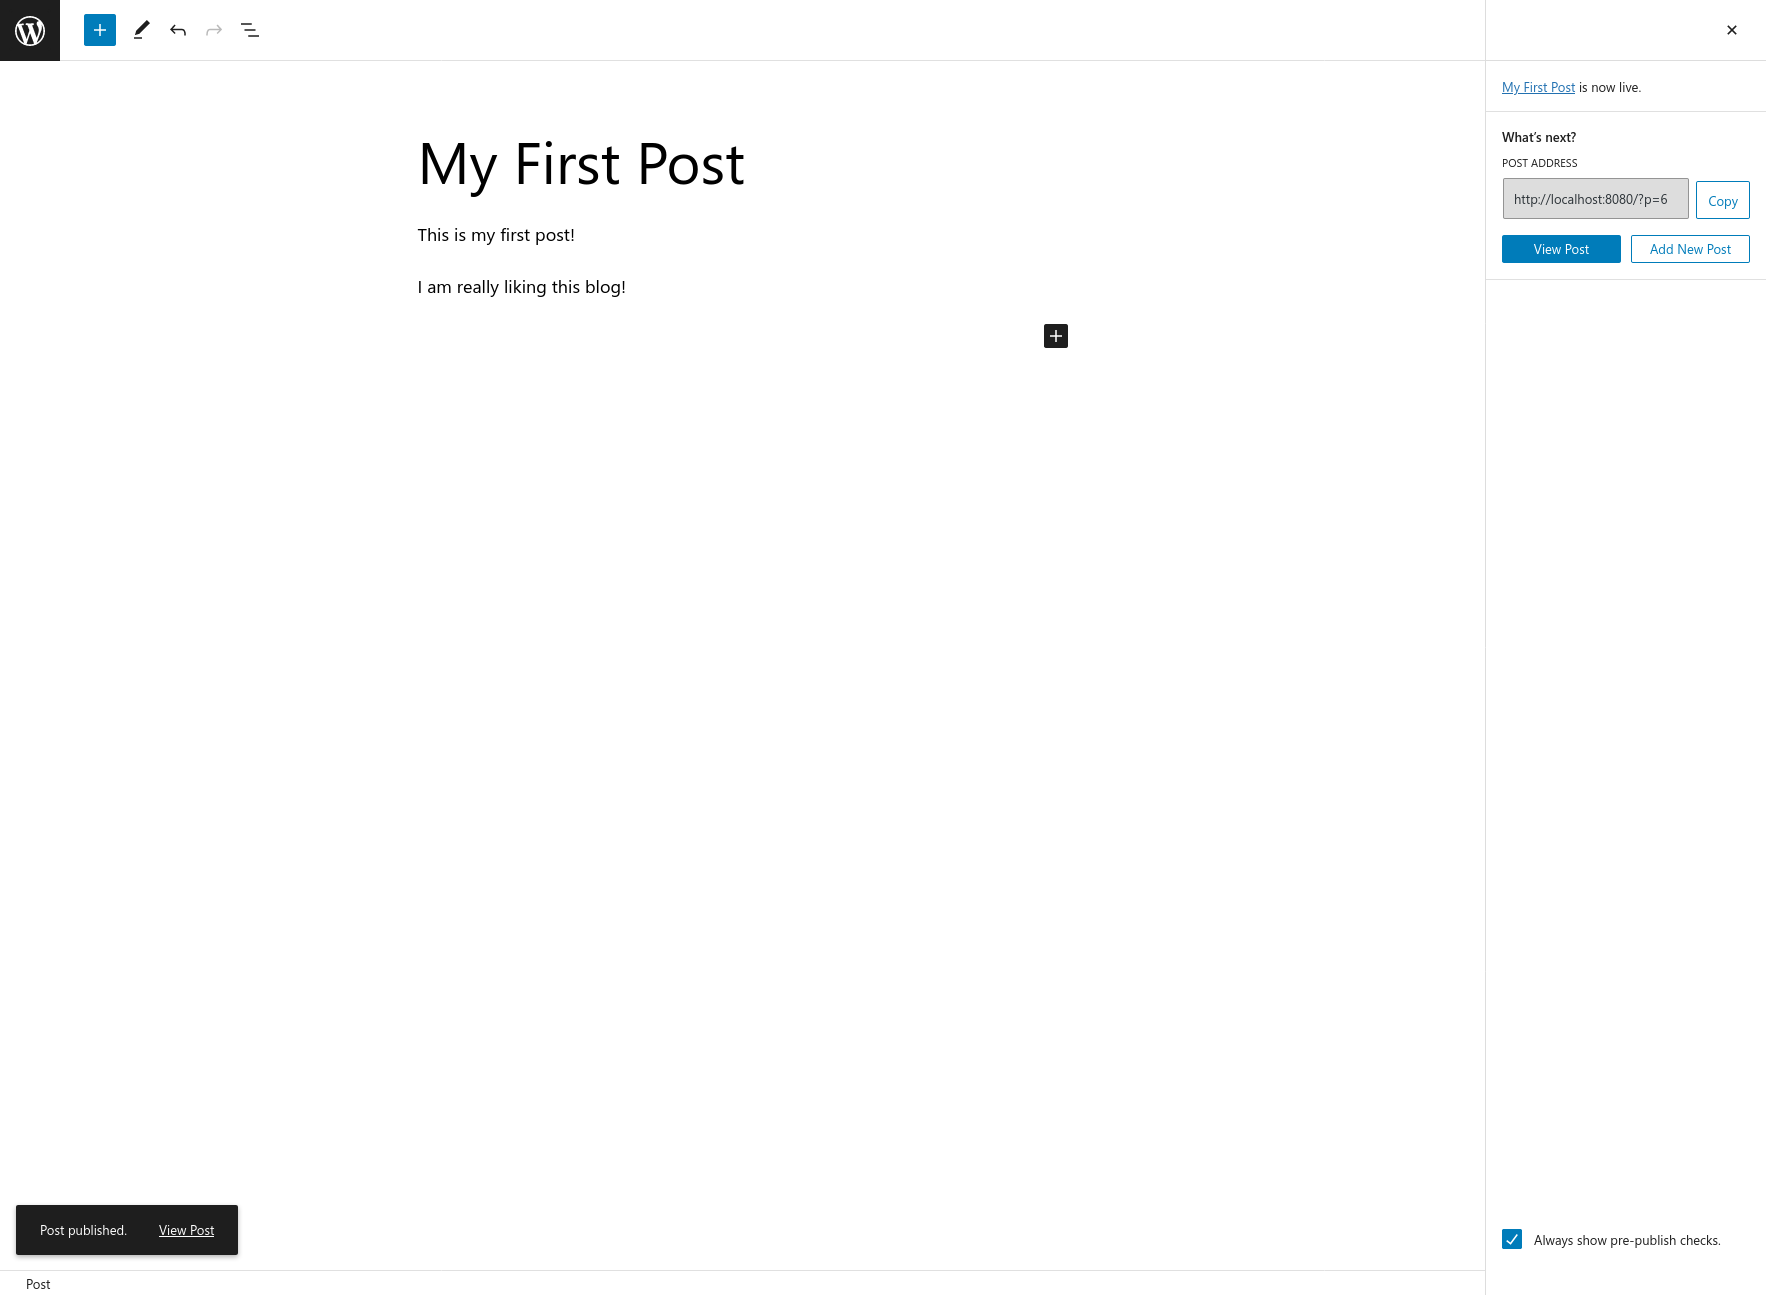 My First Post is now live.
My First Post
What's next?
POST ADDRESS
http://localhost:8080/?p=6
Copy
This is my first post!
View Post
Add New Post
I am really liking this blog!
Post published.
View Post
Always show pre-publish checks.
Post